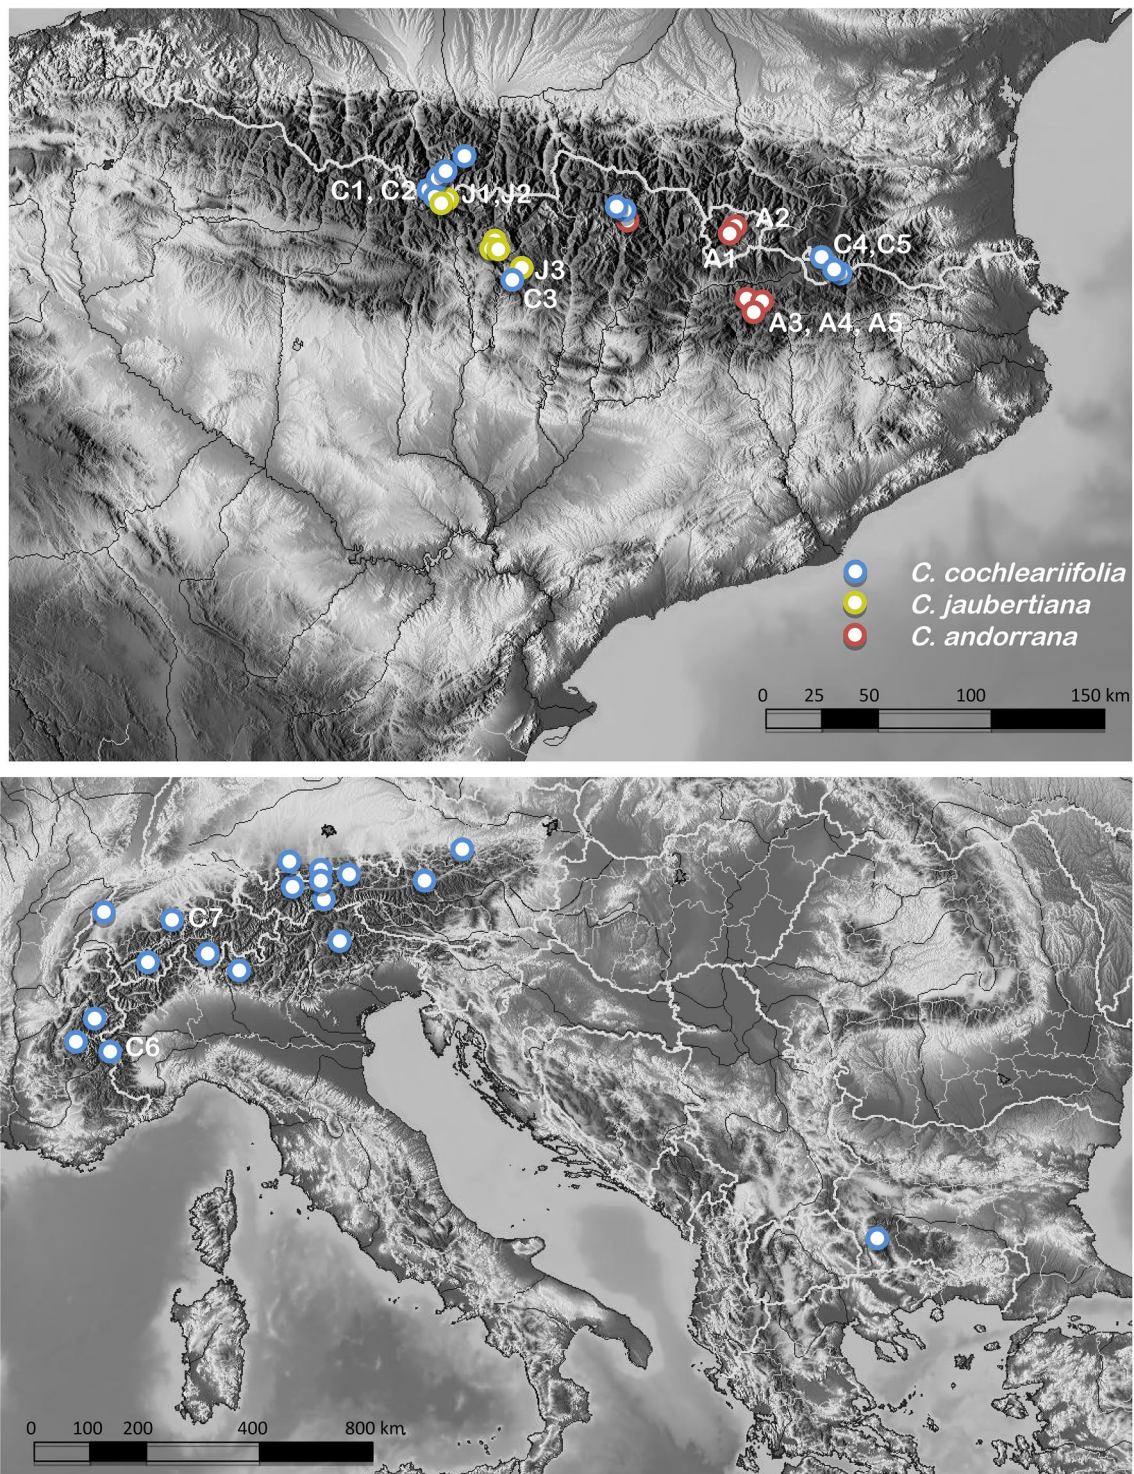 C1, C2
J1, J2
A2
C4,C5
A1
J3
C3
A3, A4, A5
C. cochleariifolia
C. jaubertiana
C. andorrana
0 25 50 100 150 km
C7
C6
0 100 200 400 800 km